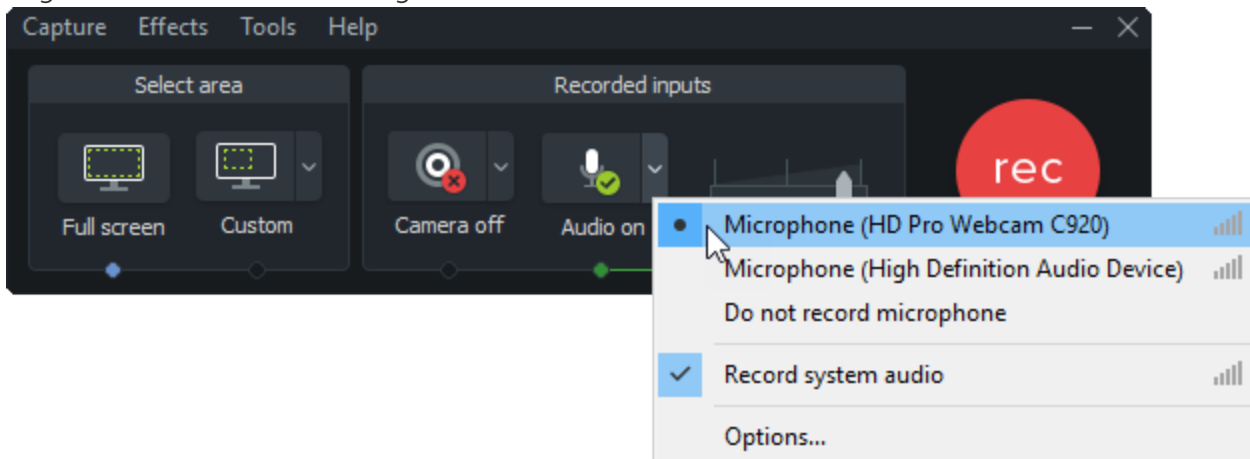 Capture Effects Tools Help
Select area
Recorded inputs
rec
Full screen
Custom
Camera off
Audio on
Microphone (HD Pro Webcam C920)
Microphone (High Definition Audio Device)
Do not record microphone
Record system audio
Options...